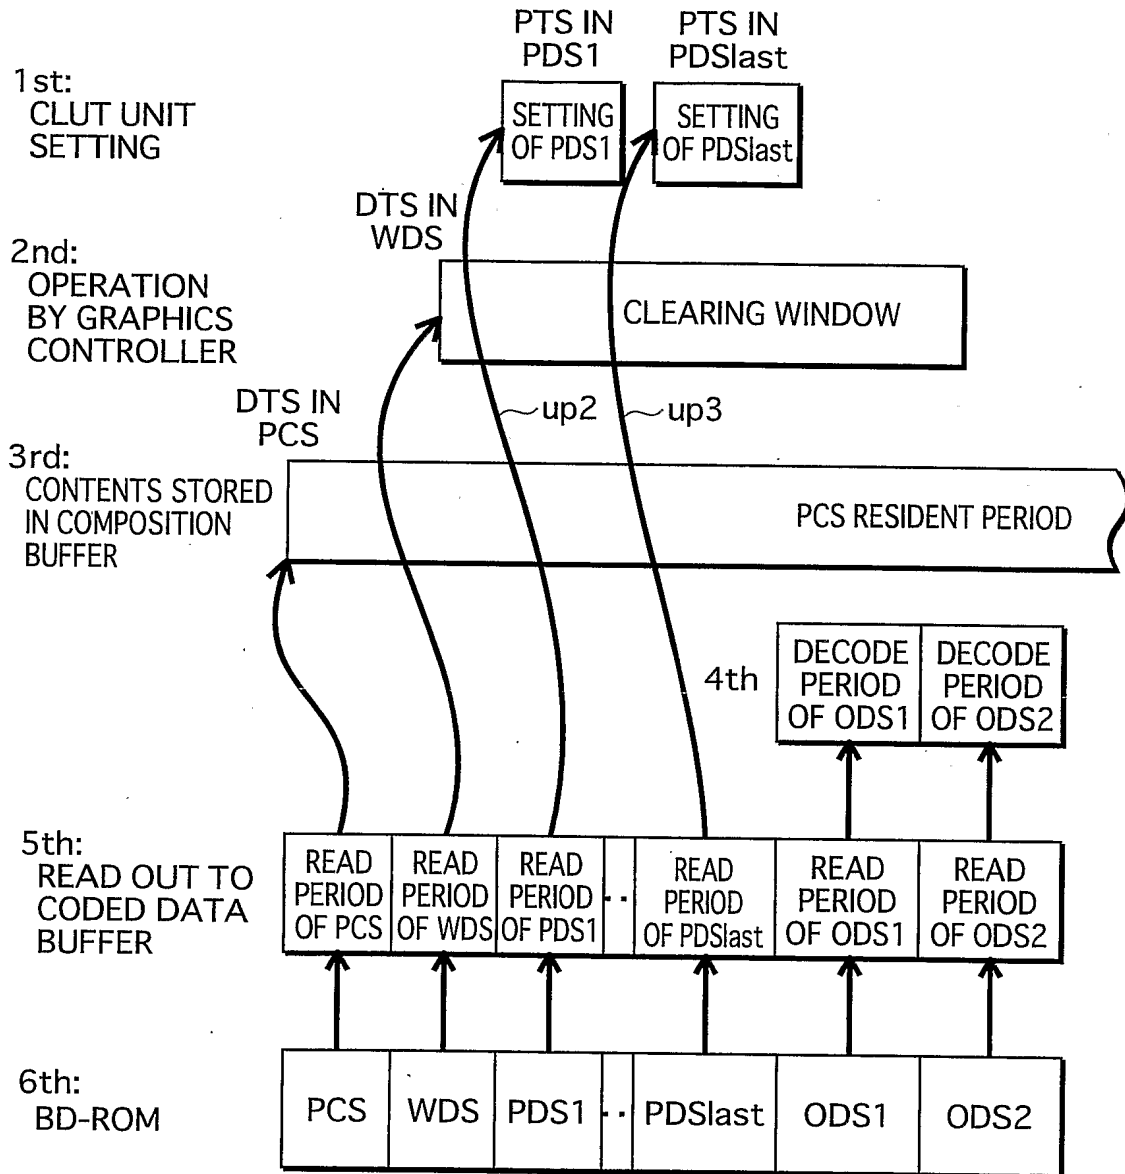 PTS IN
PDS1
PTS IN
PDSlast
1st:
CLUT UNIT
SETTING
SETTING
OF PDS1
SETTING
OF PDSlast
DTS IN
WDS
2nd:
OPERATION
BY GRAPHICS
CONTROLLER
CLEARING WINDOW
DTS IN
PCS
up2
up3
3rd:
CONTENTS STORED
IN COMPOSITION
BUFFER
PCS RESIDENT PERIOD
4th
DECODE
PERIOD
OF ODS1
DECODE
PERIOD
OF ODS2
5th:
READ OUT TO
CODED DATA
BUFFER
READ
PERIOD
OF PCS
READ
PERIOD
OF WDS
READ
PERIOD
OF PDS1
..
READ
PERIOD
OF PDSlast
READ
PERIOD
OF ODS1
READ
PERIOD
OF ODS2
6th:
BD-ROM
PCS
WDS
PDS1
..
PDSlast
ODS1
ODS2